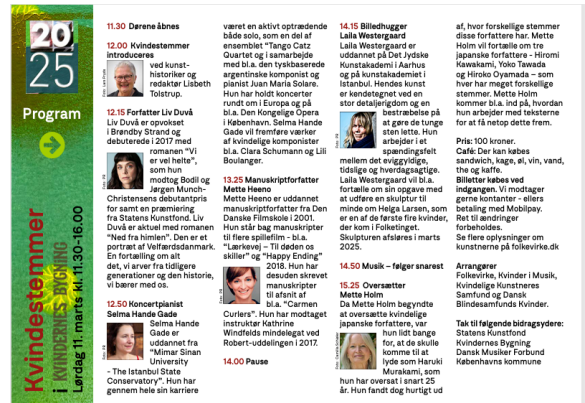 2025
Program
Kvindestemmer
i KVINDERNES BYGNING
Lørdag 11. marts kl. 11.30-16.00
11.30 Dørene åbnes
12.00 Kvindestemmer
introduceres
ved kunst-
historiker og
redaktør Lisbeth
Tolstrup.
12.15 Forfatter Liv Duvå
Liv Duvå er opvokset
i Brøndby Strand og
debuterede i 2017 med
romanen "Vi
er vel helte",
som hun
modtog Bodil og
Jørgen Munch-
Christensens debutantpris
for samt en præmiering
fra Statens Kunstfond. Liv
Duvå er aktuel med romanen
"Ned fra himlen". Den er et
portræt af Velfærdsdanmark.
En fortælling om alt
det, vi arver fra tidligere
generationer og den historie,
vi bærer med os.
12.50 Koncertpianist
Selma Hande Gade
Selma Hande
Gade er
uddannet fra
"Mimar Sinan
University
- The Istanbul State
Conservatory". Hun har
gennem hele sin karriere
været en aktivt optrædende
både solo, som en del af
ensemblet "Tango Catz
Quartet og i samarbejde
med bl.a. den tyskbaserede
argentinske komponist og
pianist Juan Maria Solare.
Hun har holdt koncerter
rundt om i Europa og på
bl.a. Den Kongelige Opera
i København. Selma Hande
Gade vil fremføre værker
af kvindelige komponister
bl.a. Clara Schumann og Lili
Boulanger.
13.25 Manuskriptforfatter
Mette Heeno
Mette Heeno er uddannet
manuskriptforfatter fra Den
Danske Filmskole i 2001.
Hun står bag manuskripter
til flere spillefilm - bl.a.
"Lærkevej – Til døden os
skiller" og "Happy Ending"
2018. Hun har
desuden skrevet
manuskripter
til afsnit af
bl.a. "Carmen
Curlers". Hun har modtaget
instruktør Kathrine
Windfelds mindelegat ved
Robert-uddelingen i 2017.
14.00 Pause
14.15 Billedhugger
Laila Westergaard
Laila Westergaard er
uddannet på Det Jydske
Kunstakademi i Aarhus
og på kunstakademiet i
Istanbul. Hendes kunst
er kendetegnet ved en
stor detaljerigdom og en
bestræbelse på
at gøre de tunge
sten lette. Hun
arbejder i et
spændingsfelt
mellem det eviggyldige,
tidslige og hverdagsagtige.
Laila Westergaard vil bl.a.
fortælle om sin opgave med
at udføre en skulptur til
minde om Helga Larsen, som
er en af de første fire kvinder,
der kom i Folketinget.
Skulpturen afsløres i marts
2025.
14.50 Musik – følger snarest
15.25 Oversætter
Mette Holm
Da Mette Holm begyndte
at oversætte kvindelige
japanske forfattere, var
hun lidt bange
for, at de skulle
komme til at
lyde som Haruki
Murakami, som
hun har oversat i snart 25
år. Hun fandt dog hurtigt ud
af, hvor forskellige stemmer
disse forfattere har. Mette
Holm vil fortælle om tre
japanske forfattere - Hiromi
Kawakami, Yoko Tawada
og Hiroko Oyamada – som
hver har meget forskellige
stemmer. Mette Holm
kommer bl.a. ind på, hvordan
hun arbejder med teksterne
for at få netop dette frem.
Pris: 100 kroner.
Café: Der kan købes
sandwich, kage, øl, vin, vand,
the og kaffe.
Billetter købes ved
indgangen. Vi modtager
gerne kontanter - ellers
betaling med Mobilpay.
Ret til ændringer
forbeholdes.
Se flere oplysninger om
kunstnerne på folkevirke.dk
Arrangører
Folkevirke, Kvinder i Musik,
Kvindelige Kunstneres
Samfund og Dansk
Blindesamfunds Kvinder.
Tak til følgende bidragsydere:
Statens Kunstfond
Kvindernes Bygning
Dansk Musiker Forbund
Københavns kommune